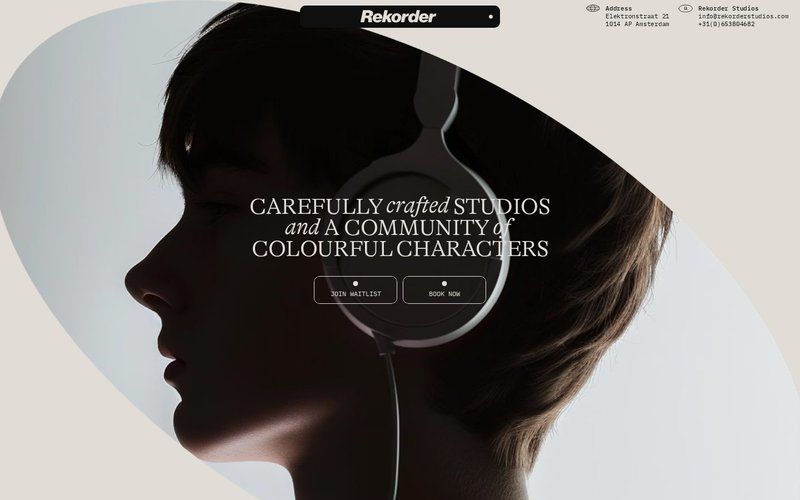 Rekorder
Address
Elektronstraat 21
1014 AP Amsterdam
Rekorder Studios
info@rekorderstudios.com
+31(0)653804682
CAREFULLY crafted STUDIOS
and A COMMUNITY of
COLOURFUL CHARACTERS
JOIN WAITLIST
BOOK NOW